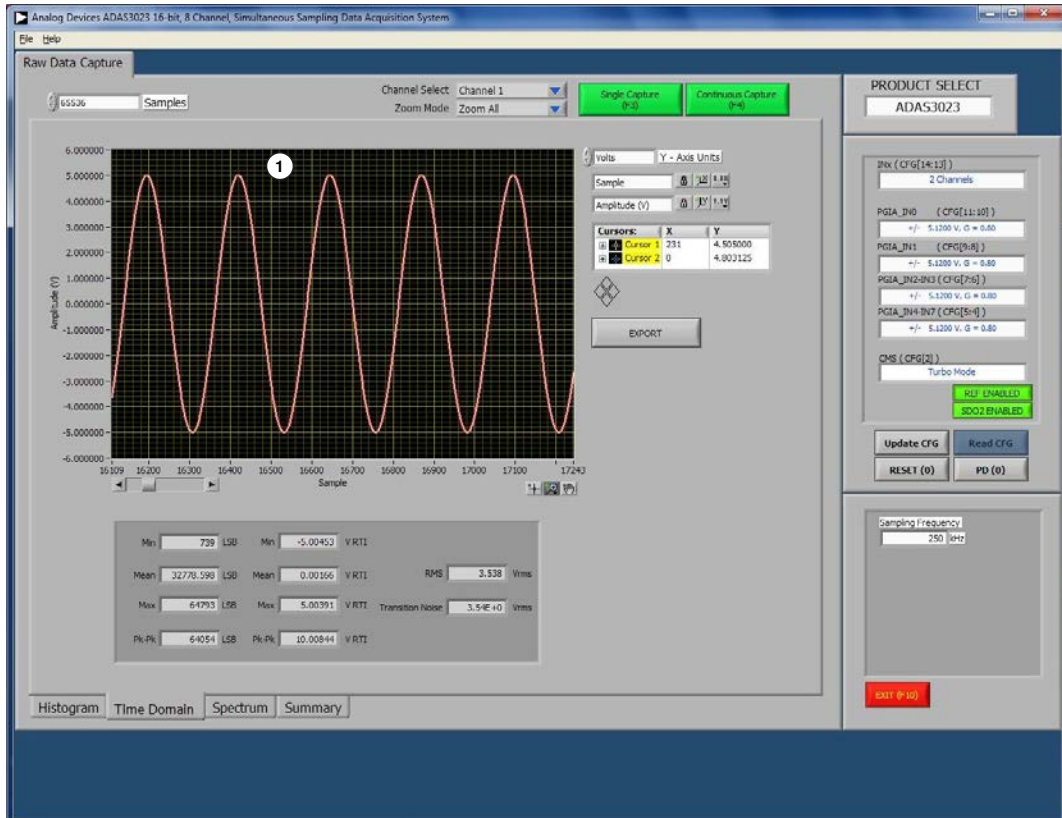 Analog Devices ADAS3023 16-bit, 8 Channel, Simultaneous Sampling Data Acquisition System
File Help
Raw Data Capture
65536 Samples
Channel Select Channel 1
Zoom Mode Zoom All
Single Capture (F3)
Continuous Capture (F4)
PRODUCT SELECT
ADAS3023
1
6.000000
5.000000
4.000000
3.000000
2.000000
1.000000
0.000000
-1.000000
-2.000000
-3.000000
-4.000000
-5.000000
-6.000000
Amplitude (V)
16109 16200 16300 16400 16500 16600 16700 16800 16900 17000 17100 17243
Sample
Volts Y - Axis Units
Sample
Amplitude (V)
Cursors: X Y
Cursor 1 231 4.505000
Cursor 2 0 4.803125
EXPORT
INx ( CFG[14:13] )
2 Channels
PGIA_IN0 ( CFG[11:10] )
+/- 5.1200 V, G = 0.80
PGIA_IN1 ( CFG[9:8] )
+/- 5.1200 V, G = 0.80
PGIA_IN2-IN3 ( CFG[7:6] )
+/- 5.1200 V, G = 0.80
PGIA_IN4-IN7 ( CFG[5:4] )
+/- 5.1200 V, G = 0.80
CMS ( CFG[2] )
Turbo Mode
REF ENABLED
SDO2 ENABLED
Update CFG Read CFG
RESET (0) PD (0)
Sampling Frequency
250 kHz
EXIT (F10)
Min 739 LSB Min -5.00453 V RTI
Mean 32778.598 LSB Mean 0.00166 V RTI RMS 3.538 Vrms
Max 64793 LSB Max 5.00391 V RTI Transition Noise 3.54E+0 Vrms
Pk-Pk 64054 LSB Pk-Pk 10.00844 V RTI
Histogram Time Domain Spectrum Summary